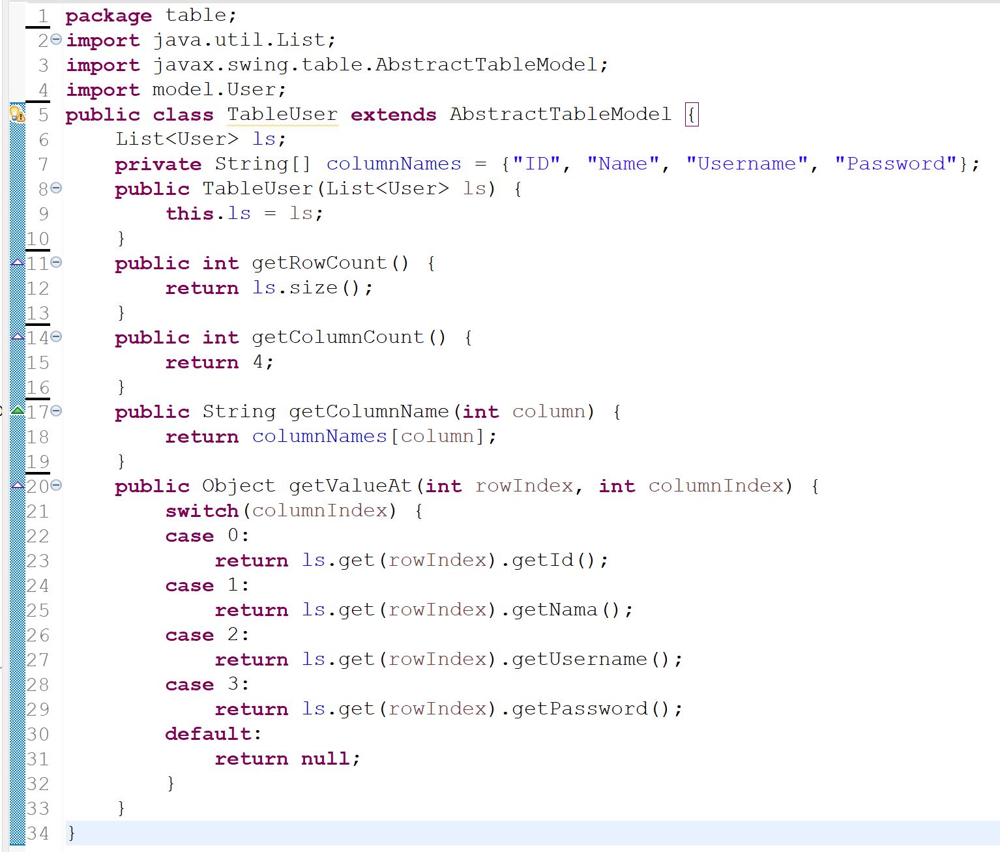 1 package table;
2 import java.util.List;
3 import javax.swing.table.AbstractTableModel;
4 import model.User;
5 public class TableUser extends AbstractTableModel {
6     List<User> ls;
7     private String[] columnNames = {"ID", "Name", "Username", "Password"};
8     public TableUser(List<User> ls) {
9         this.ls = ls;
10     }
11     public int getRowCount() {
12         return ls.size();
13     }
14     public int getColumnCount() {
15         return 4;
16     }
17     public String getColumnName(int column) {
18         return columnNames[column];
19     }
20     public Object getValueAt(int rowIndex, int columnIndex) {
21         switch(columnIndex) {
22         case 0:
23             return ls.get(rowIndex).getId();
24         case 1:
25             return ls.get(rowIndex).getNama();
26         case 2:
27             return ls.get(rowIndex).getUsername();
28         case 3:
29             return ls.get(rowIndex).getPassword();
30         default:
31             return null;
32         }
33     }
34 }